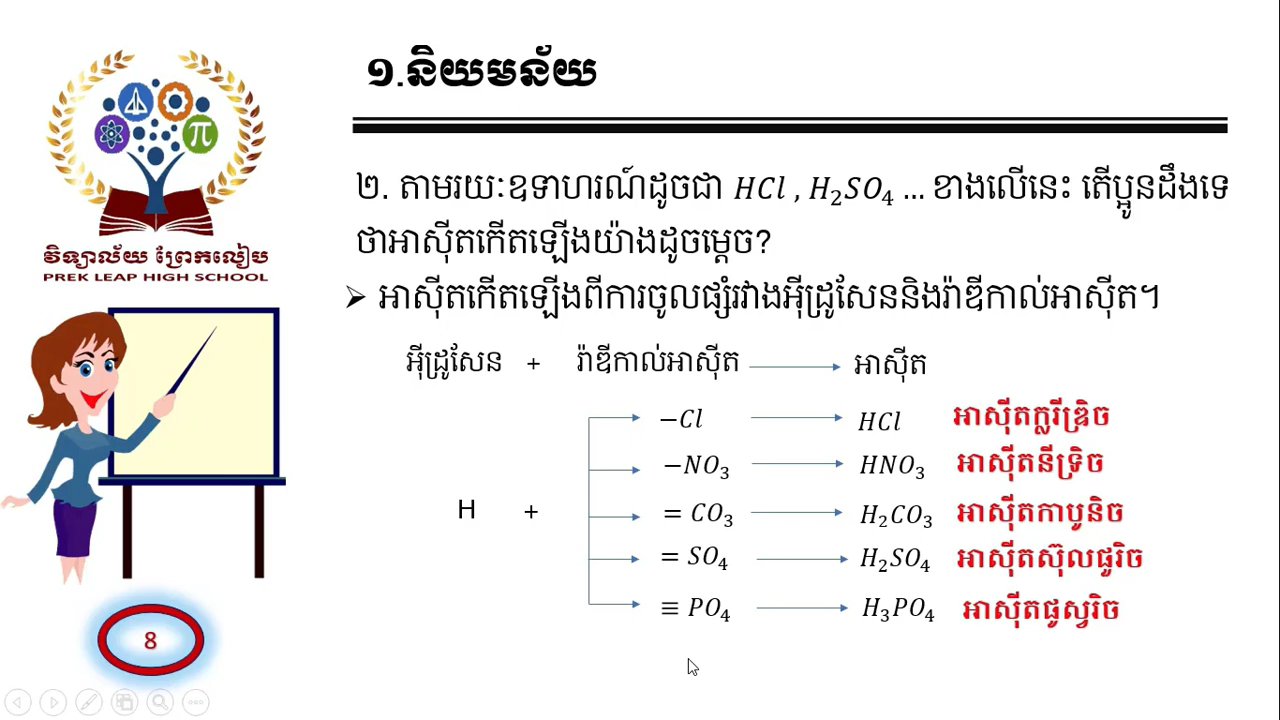 ១.និយមន័យ
វិទ្យាល័យ ព្រែកលៀប
PREK LEAP HIGH SCHOOL
២. តាមរយៈឧទាហរណ៍ដូចជា HCl , H₂SO₄ ... ខាងលើនេះ តើប្អូនដឹងទេ
ថាអាស៊ីតកើតឡើងយ៉ាងដូចម្តេច?
➢ អាស៊ីតកើតឡើងពីការចូលផ្សំរវាងអ៊ីដ្រូសែននិងរ៉ាឌីកាល់អាស៊ីត។
អ៊ីដ្រូសែន + រ៉ាឌីកាល់អាស៊ីត → អាស៊ីត
−Cl → HCl អាស៊ីតក្លរីឌ្រិច
−NO₃ → HNO₃ អាស៊ីតនីទ្រិច
H + = CO₃ → H₂CO₃ អាស៊ីតកាបូនិច
= SO₄ → H₂SO₄ អាស៊ីតស៊ុលផួរិច
≡ PO₄ → H₃PO₄ អាស៊ីតផូស្វរិច
8